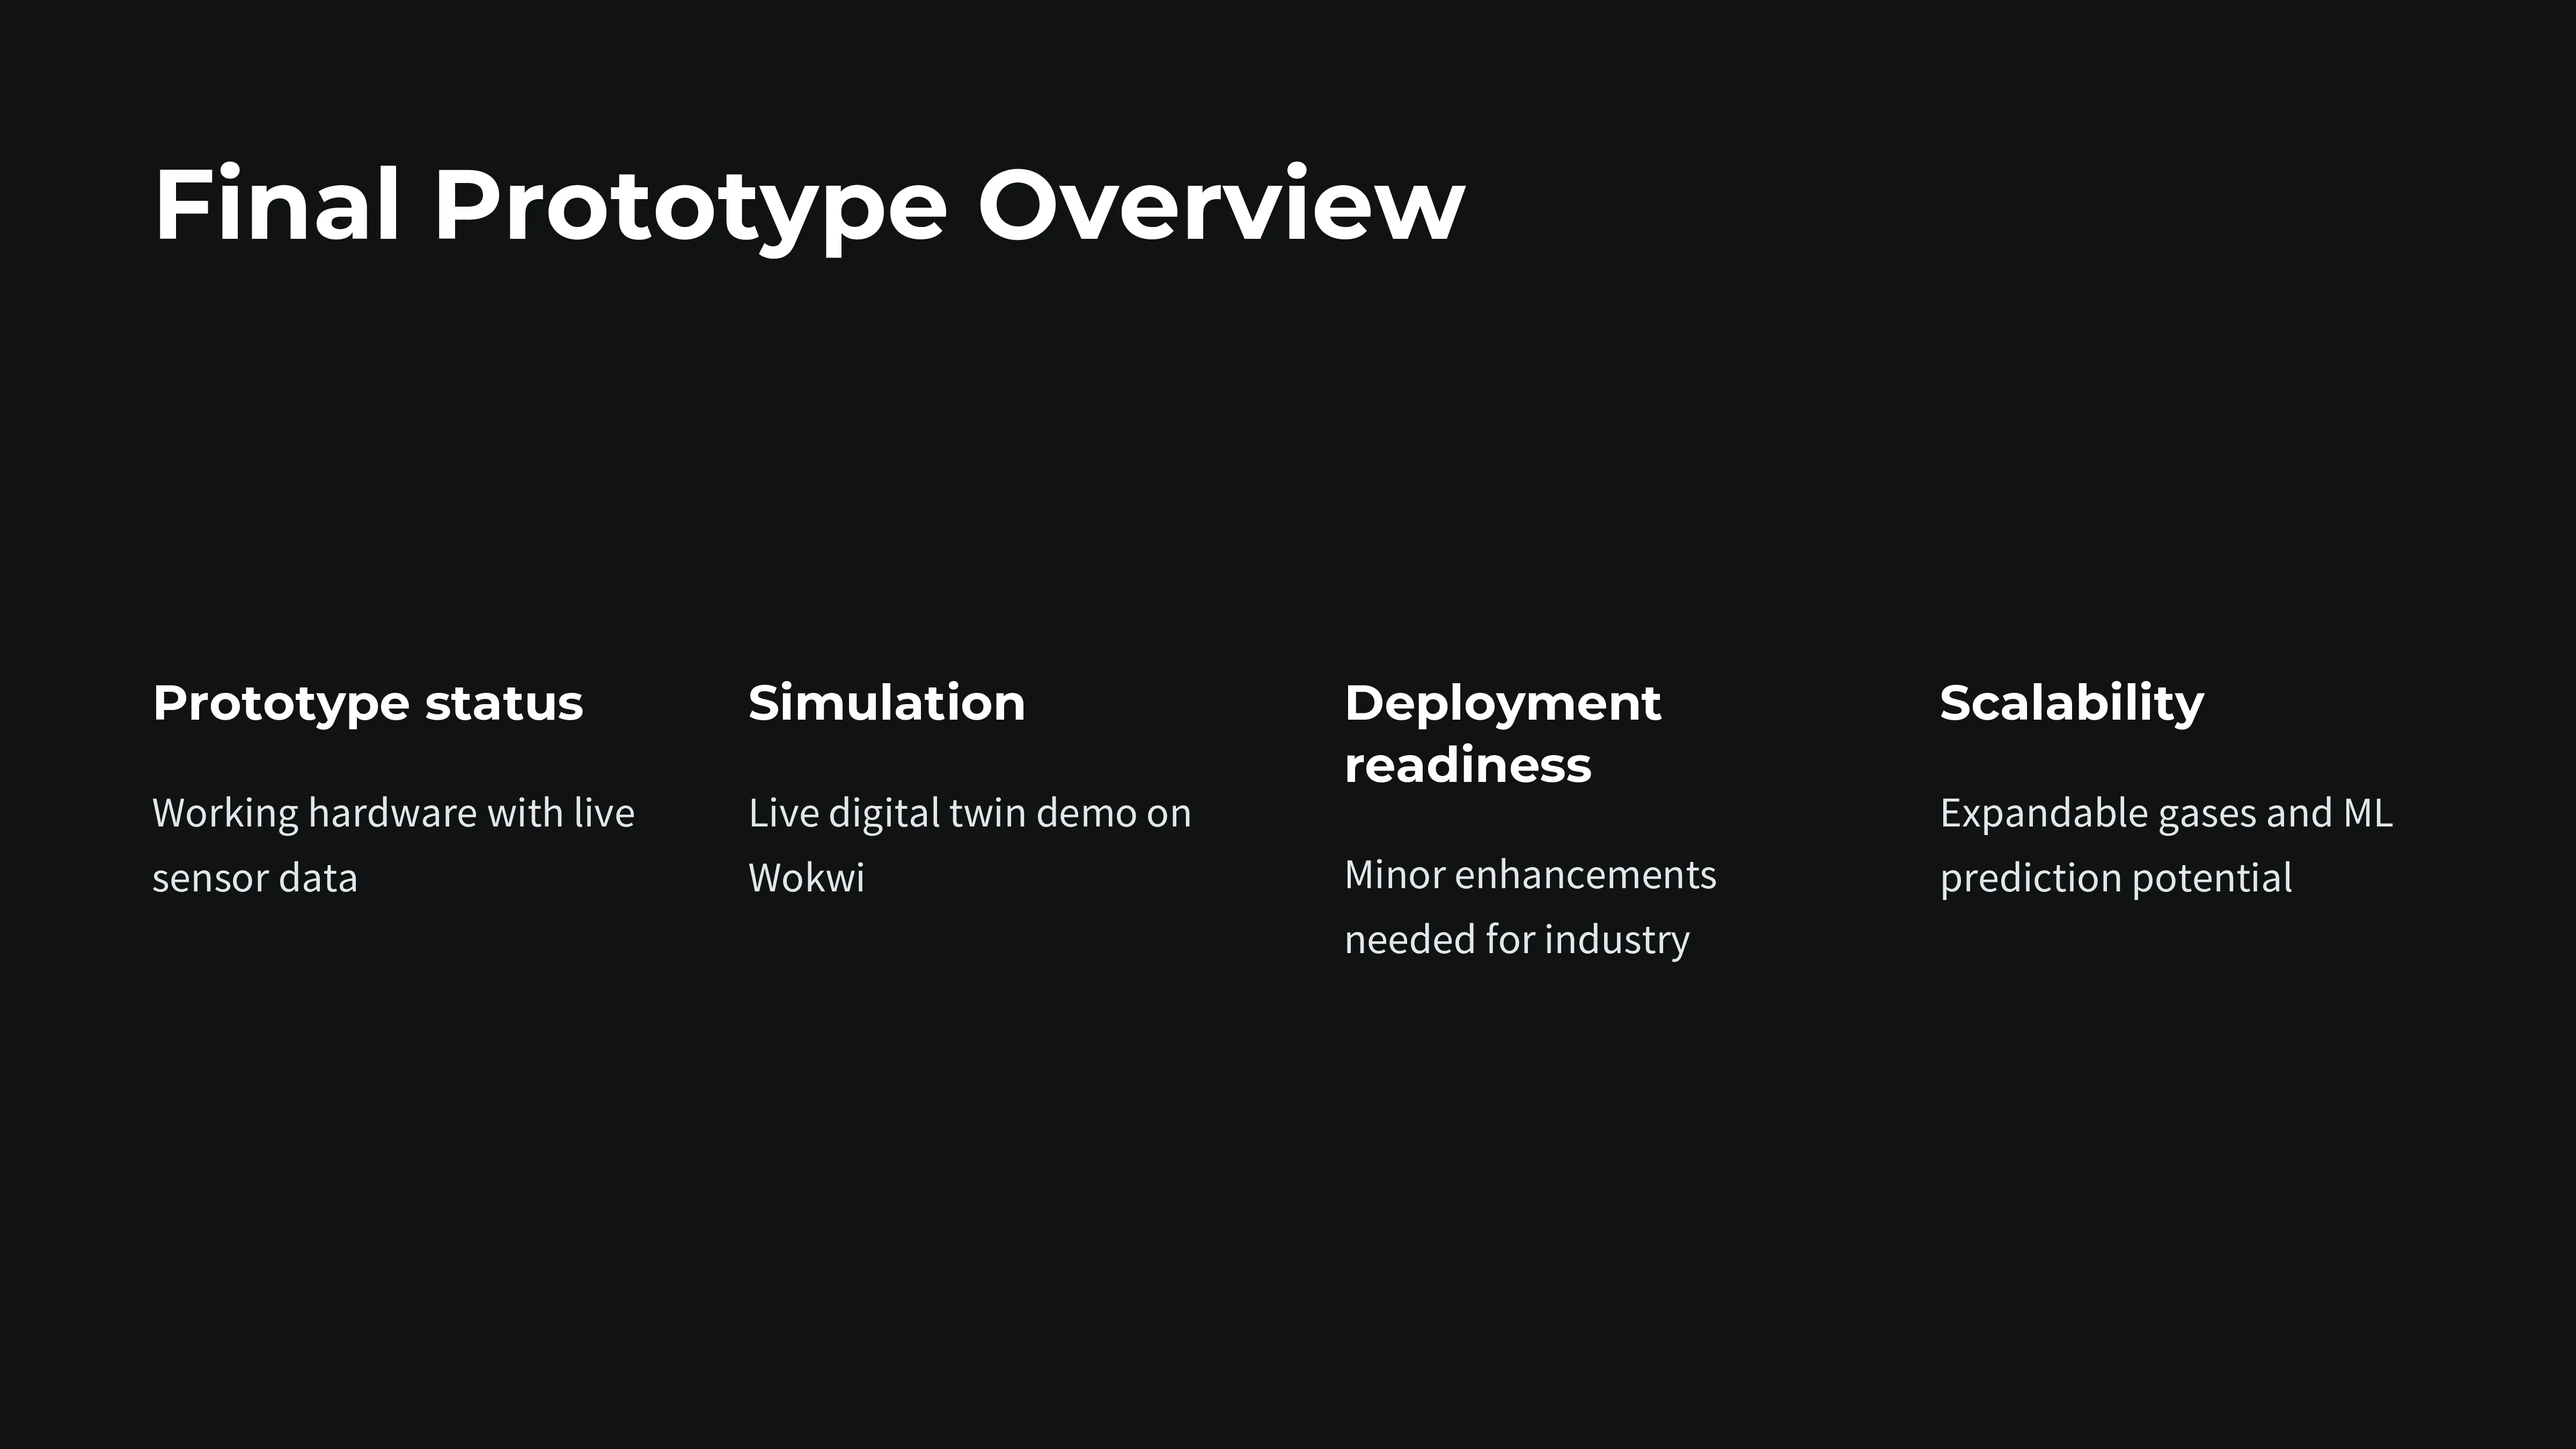 Final Prototype Overview
Prototype status
Working hardware with live
sensor data
Simulation
Live digital twin demo on
Wokwi
Deployment
readiness
Minor enhancements
needed for industry
Scalability
Expandable gases and ML
prediction potential